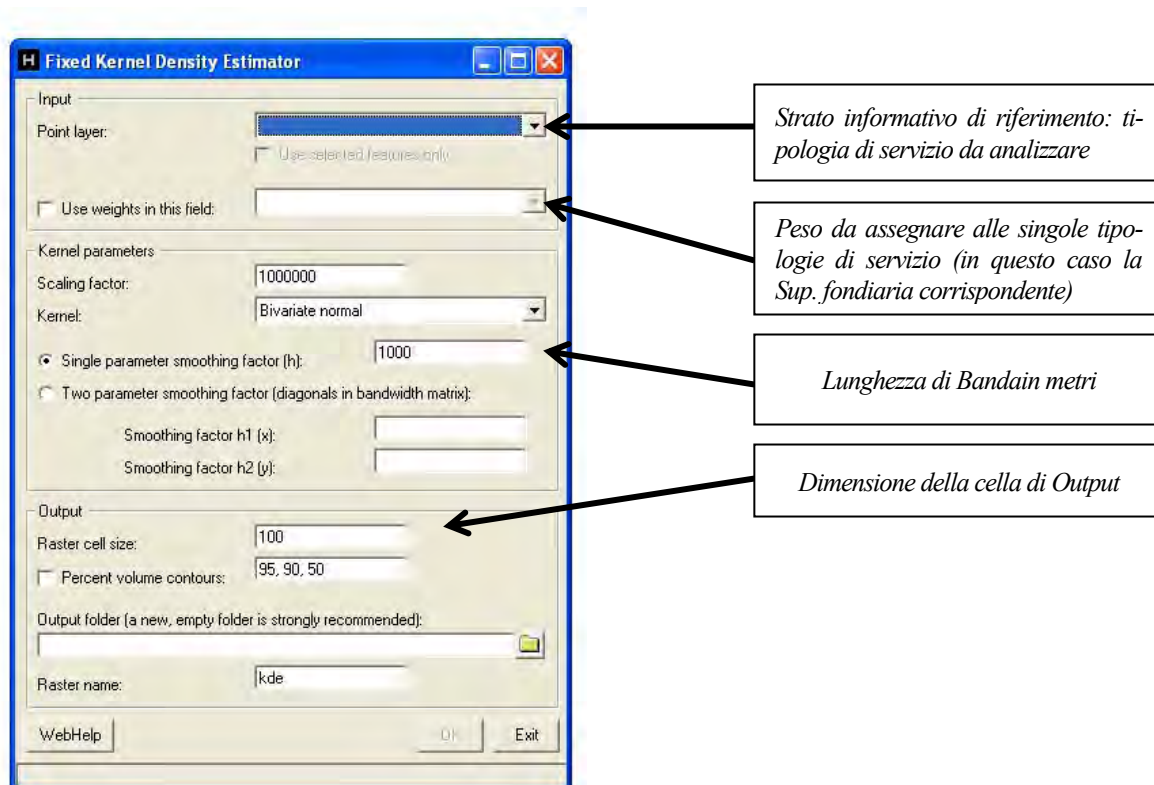 H Fixed Kernel Density Estimator
Input
Point layer:
Use selected features only
Use weights in this field:
Kernel parameters
Scaling factor:
1000000
Kernel:
Bivariate normal
Single parameter smoothing factor (h):
1000
Two parameter smoothing factor (diagonals in bandwidth matrix):
Smoothing factor h1 (x):
Smoothing factor h2 (y):
Output
Raster cell size:
100
Percent volume contours:
95, 90, 50
Output folder (a new, empty folder is strongly recommended):
Raster name:
kde
WebHelp
OK
Exit
Strato informativo di riferimento: ti-
pologia di servizio da analizzare
Peso da assegnare alle singole tipo-
logie di servizio (in questo caso la
Sup. fondiaria corrispondente)
Lunghezza di Bandain metri
Dimensione della cella di Output